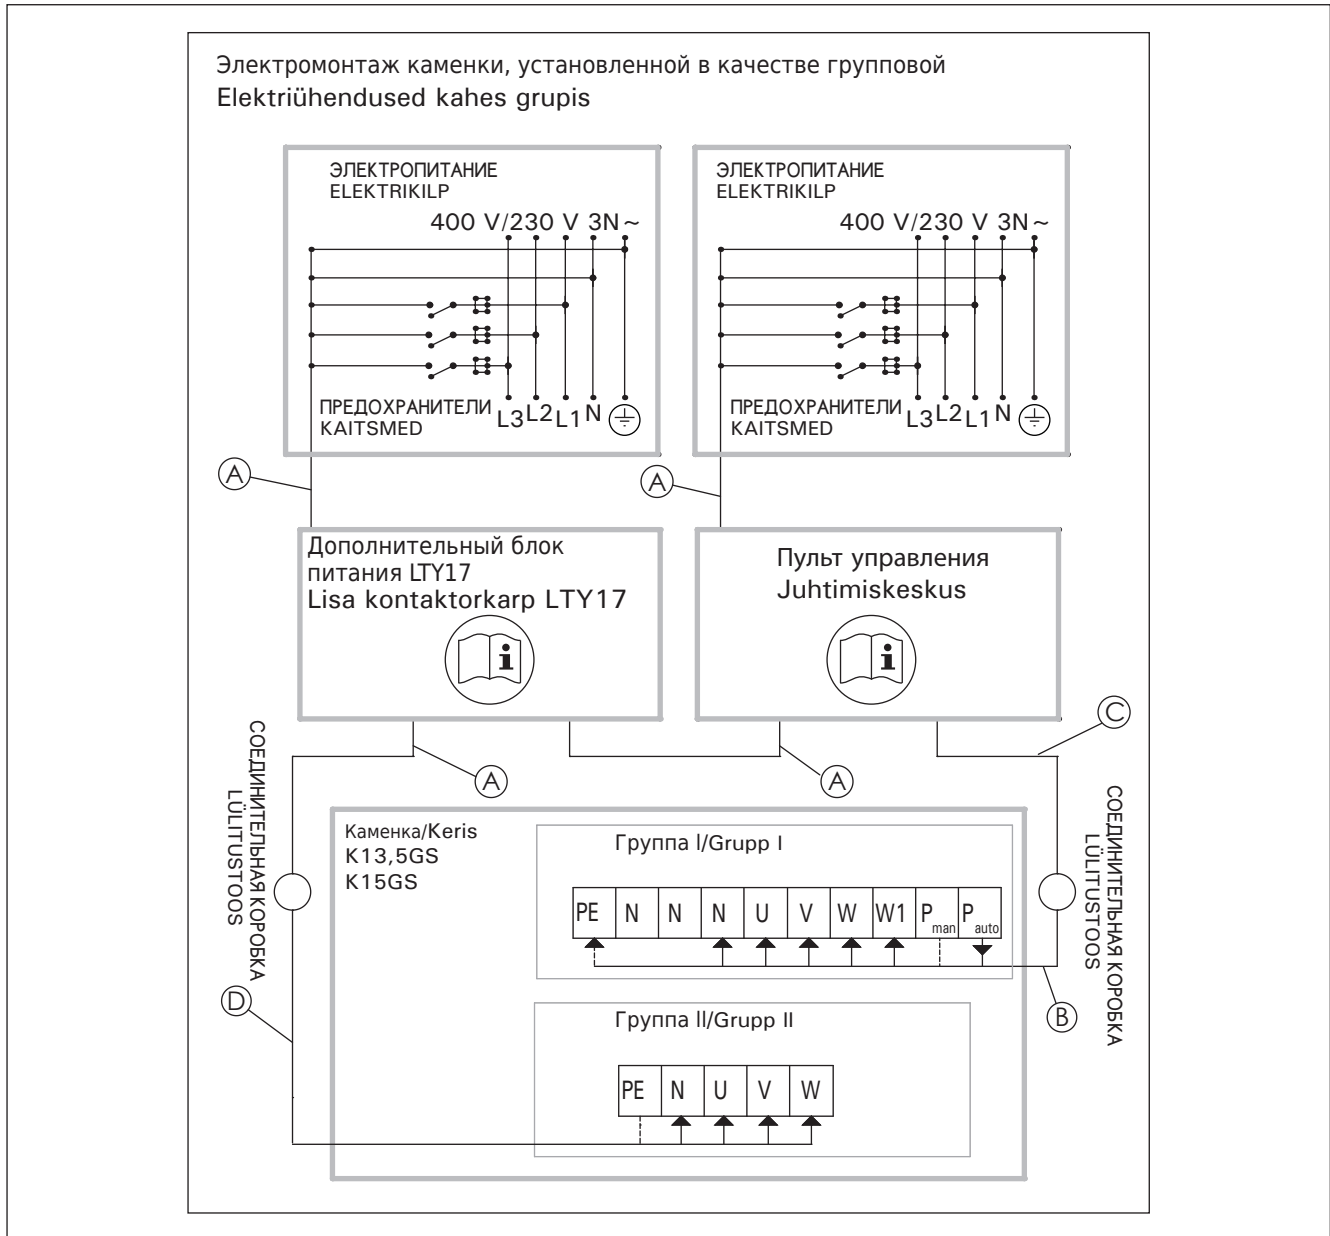 Электромонтаж каменки, установленной в качестве групповой
Elektriühendused kahes grupis
ЭЛЕКТРОПИТАНИЕ
ELEKTRIKILP
400 V/230 V 3N~
ПРЕДОХРАНИТЕЛИ
KAITSMED
L3 L2 L1 N
ЭЛЕКТРОПИТАНИЕ
ELEKTRIKILP
400 V/230 V 3N~
ПРЕДОХРАНИТЕЛИ
KAITSMED
L3 L2 L1 N
A
A
Дополнительный блок
питания LTY17
Lisa kontaktorkarp LTY17
i
Пульт управления
Juhtimiskeskus
i
C
A
A
СОЕДИНИТЕЛЬНАЯ КОРОБКА
LÜLITUSTOOS
СОЕДИНИТЕЛЬНАЯ КОРОБКА
LÜLITUSTOOS
Каменка/Keris
K13,5GS
K15GS
Группа I/Grupp I
PE N N N U V W W1 Pman Pauto
D
B
Группа II/Grupp II
PE N U V W